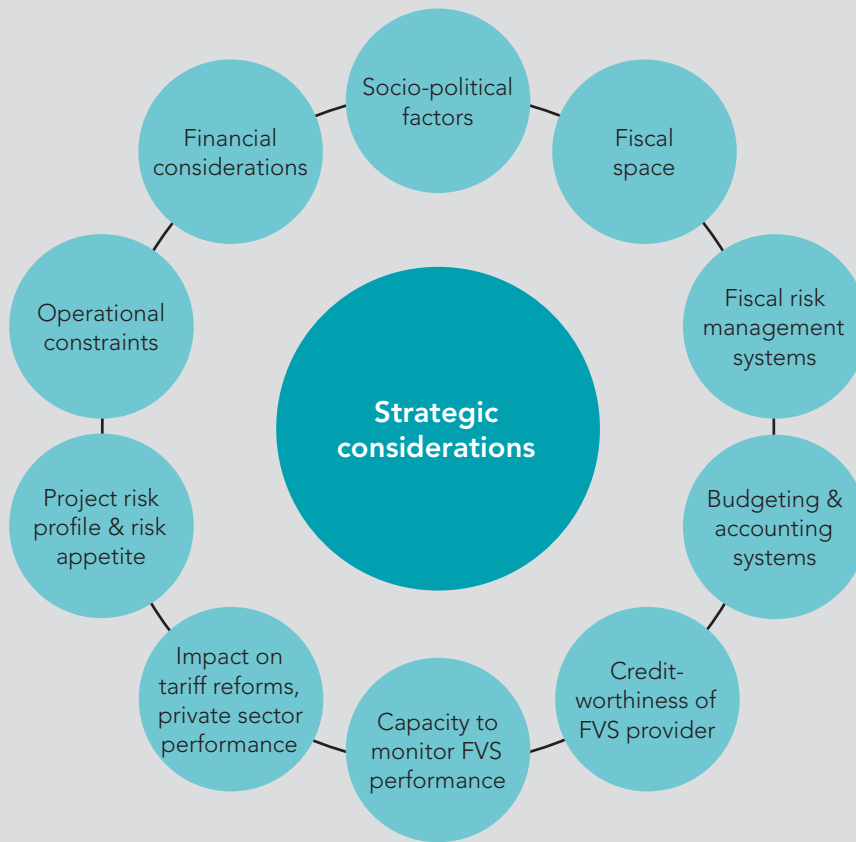 Socio-political
factors
Fiscal
space
Fiscal risk
management
systems
Budgeting &
accounting
systems
Credit-
worthiness of
FVS provider
Capacity to
monitor FVS
performance
Impact on
tariff reforms,
private sector
performance
Project risk
profile & risk
appetite
Operational
constraints
Financial
considerations
Strategic
considerations